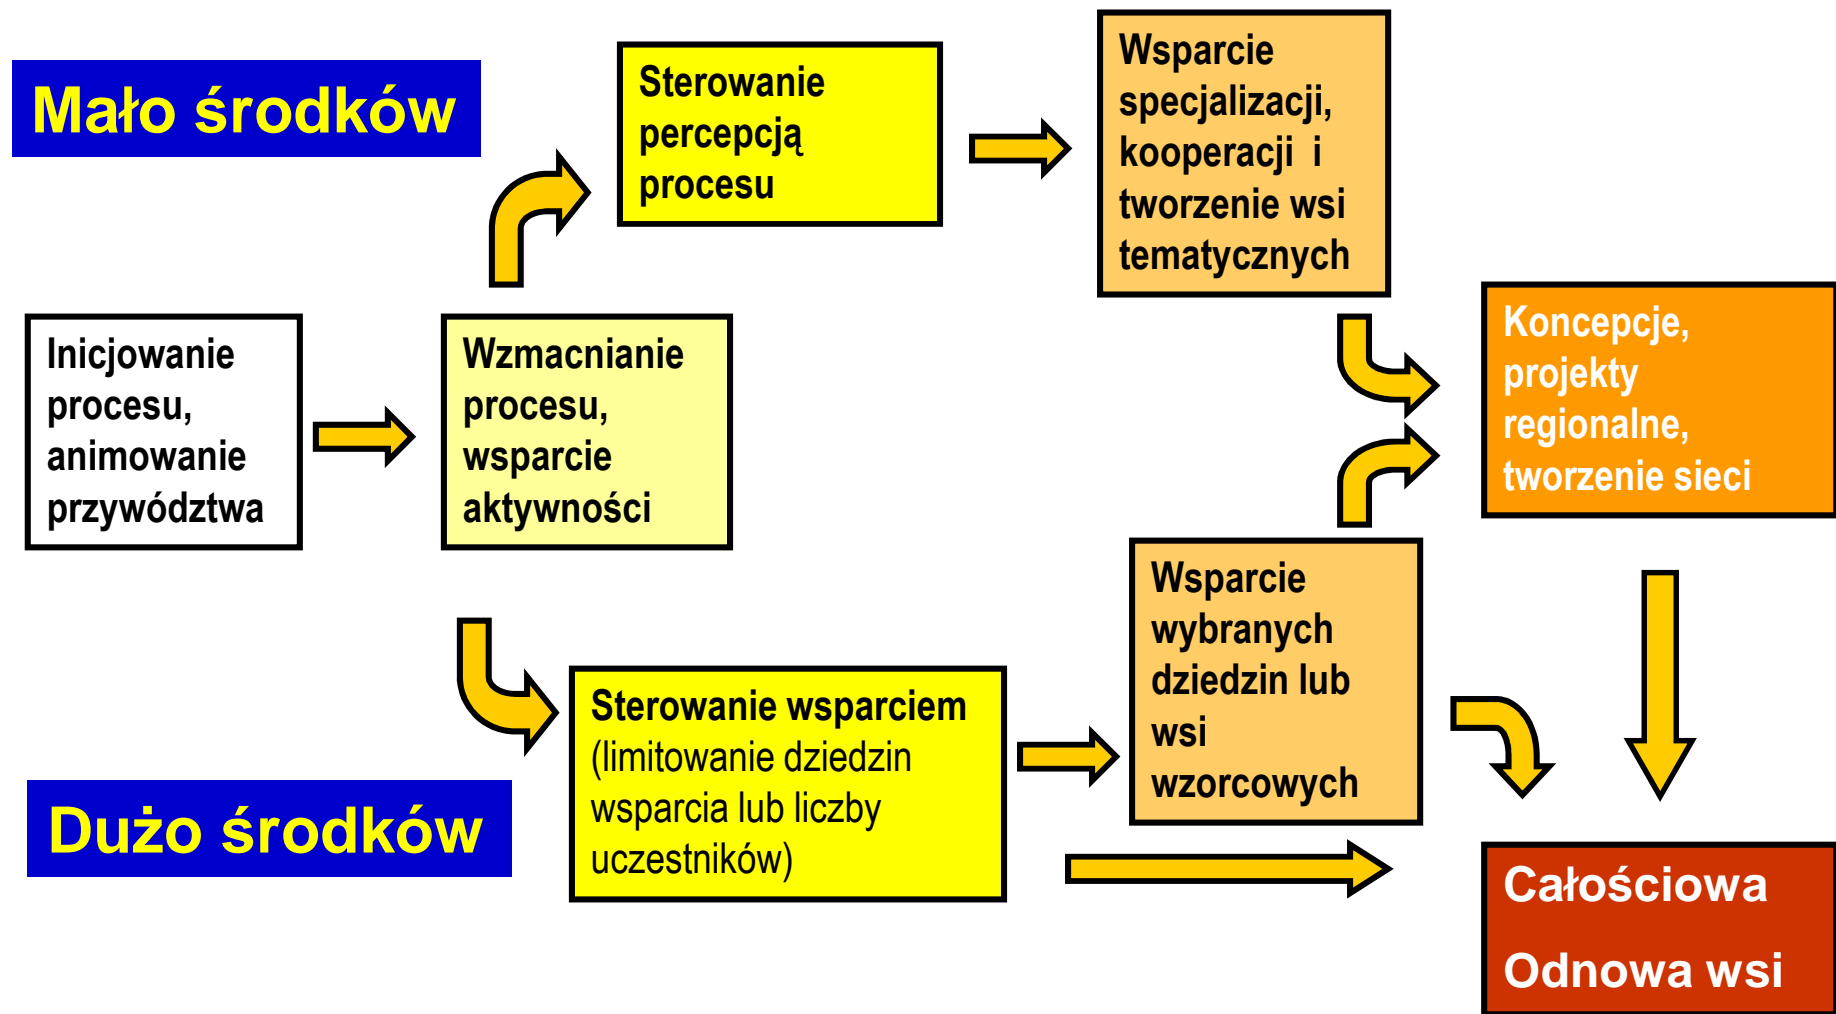 Mało środków
Sterowanie
percepcją
procesu
Wsparcie
specjalizacji,
kooperacji i
tworzenie wsi
tematycznych
Inicjowanie
procesu,
animowanie
przywództwa
Wzmacnianie
procesu,
wsparcie
aktywności
Koncepcje,
projekty
regionalne,
tworzenie sieci
Dużo środków
Sterowanie wsparciem
(limitowanie dziedzin
wsparcia lub liczby
uczestników)
Wsparcie
wybranych
dziedzin lub
wsi
wzorcowych
Całościowa
Odnowa wsi